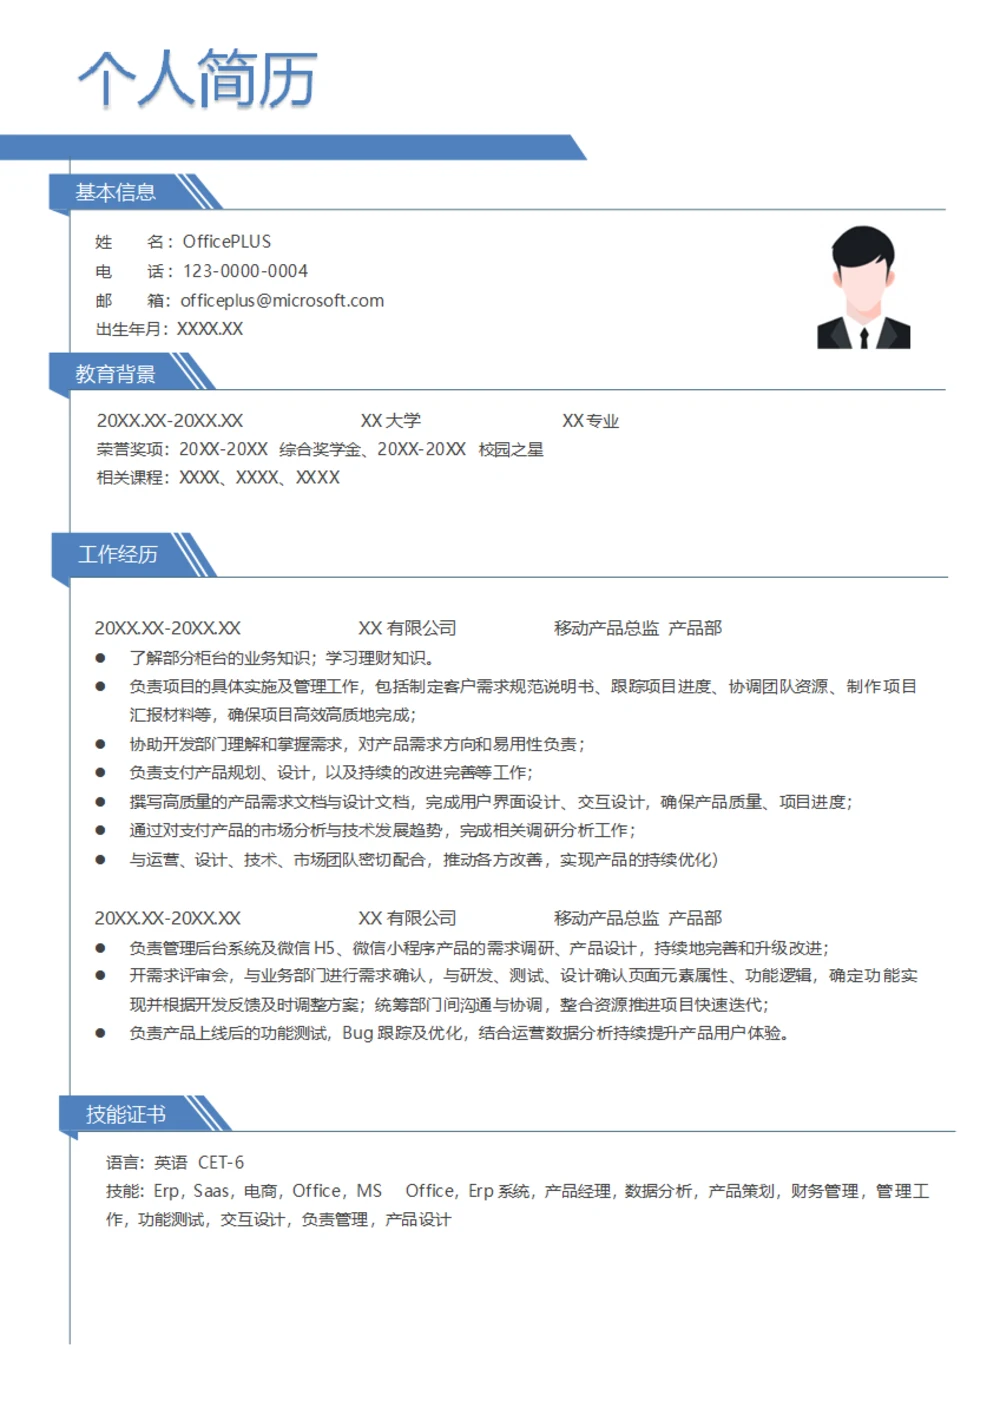 个人简历
基本信息
姓　　名：OfficePLUS
电　　话：123-0000-0004
邮　　箱：officeplus@microsoft.com
出生年月：XXXX.XX
教育背景
20XX.XX-20XX.XX　XX 大学　XX 专业
荣誉奖项：20XX-20XX 综合奖学金、20XX-20XX 校园之星
相关课程：XXXX、XXXX、XXXX
工作经历
20XX.XX-20XX.XX　XX 有限公司　移动产品总监 产品部
● 了解部分柜台的业务知识；学习理财知识。
● 负责项目的具体实施及管理工作，包括制定客户需求规范说明书、跟踪项目进度、协调团队资源、制作项目
汇报材料等，确保项目高效高质地完成；
● 协助开发部门理解和掌握需求，对产品需求方向和易用性负责；
● 负责支付产品规划、设计，以及持续的改进完善等工作；
● 撰写高质量的产品需求文档与设计文档，完成用户界面设计、交互设计，确保产品质量、项目进度；
● 通过对支付产品的市场分析与技术发展趋势，完成相关调研分析工作；
● 与运营、设计、技术、市场团队密切配合，推动各方改善，实现产品的持续优化）
20XX.XX-20XX.XX　XX 有限公司　移动产品总监 产品部
● 负责管理后台系统及微信 H5、微信小程序产品的需求调研、产品设计，持续地完善和升级改进；
● 开需求评审会，与业务部门进行需求确认，与研发、测试、设计确认页面元素属性、功能逻辑，确定功能实
现并根据开发反馈及时调整方案；统筹部门间沟通与协调，整合资源推进项目快速迭代；
● 负责产品上线后的功能测试，Bug 跟踪及优化，结合运营数据分析持续提升产品用户体验。
技能证书
语言：英语 CET-6
技能：Erp，Saas，电商，Office，MS Office，Erp 系统，产品经理，数据分析，产品策划，财务管理，管理工
作，功能测试，交互设计，负责管理，产品设计